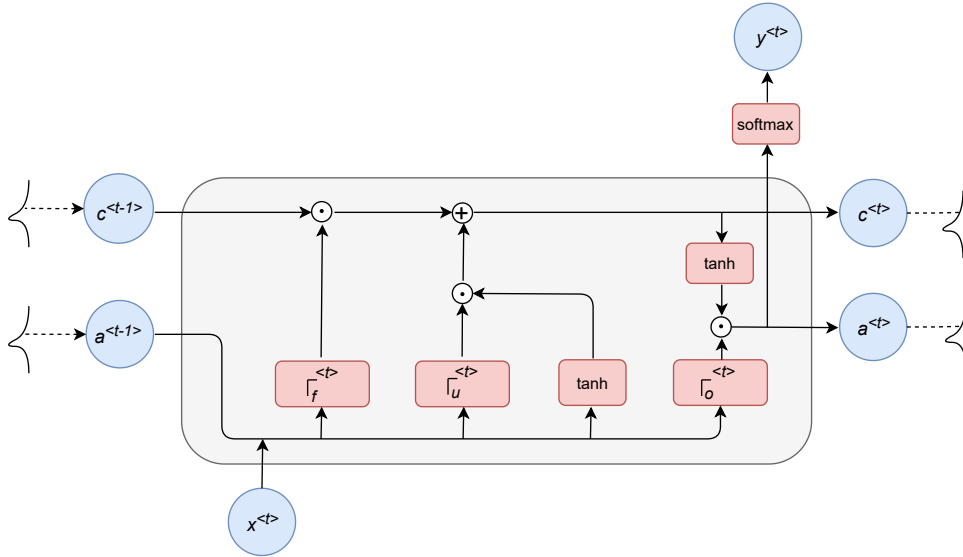 y<t>
softmax
c<t-1>
c<t>
tanh
a<t-1>
a<t>
Γf<t>
Γu<t>
tanh
Γo<t>
x<t>